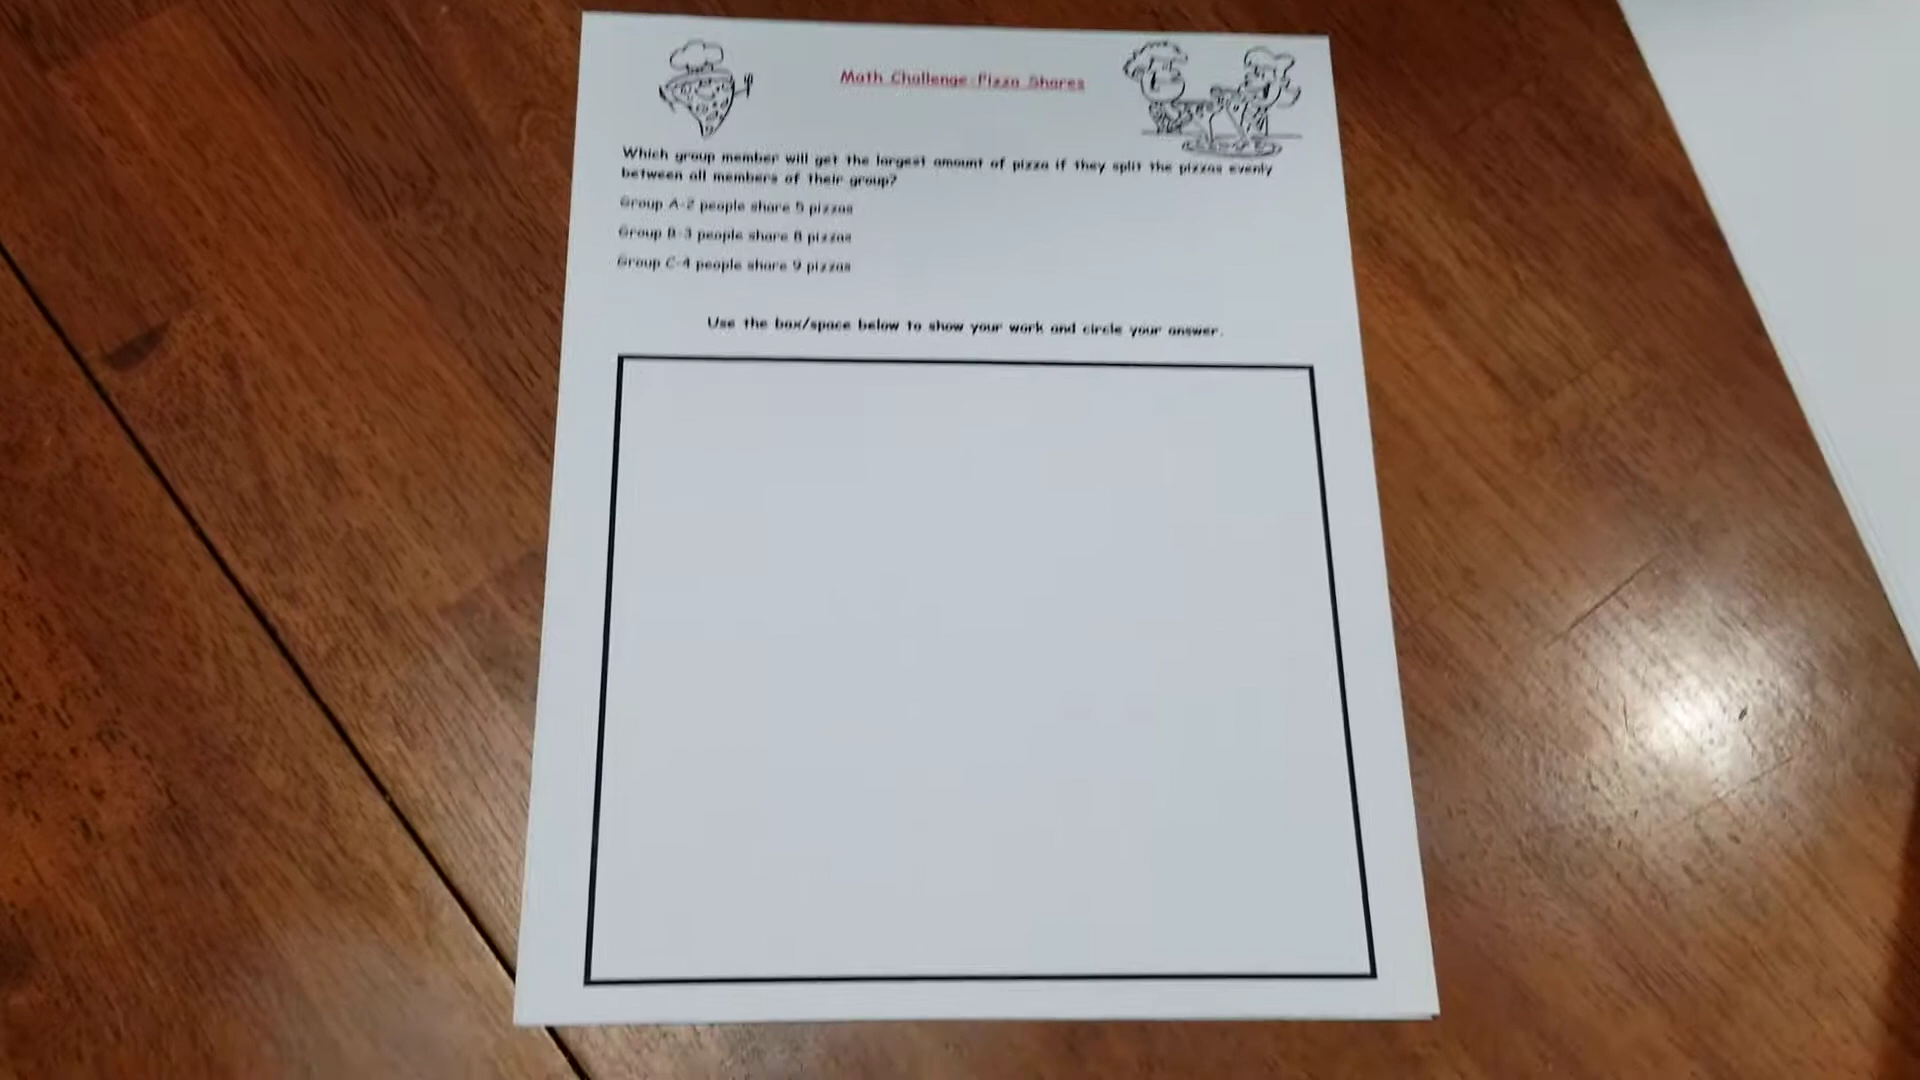 Math Challenge-Pizza Shares
Which group member will get the largest amount of pizza if they split the pizzas evenly
between all members of their group?
Group A-2 people share 5 pizzas
Group B-3 people share 8 pizzas
Group C-4 people share 9 pizzas
Use the box/space below to show your work and circle your answer.